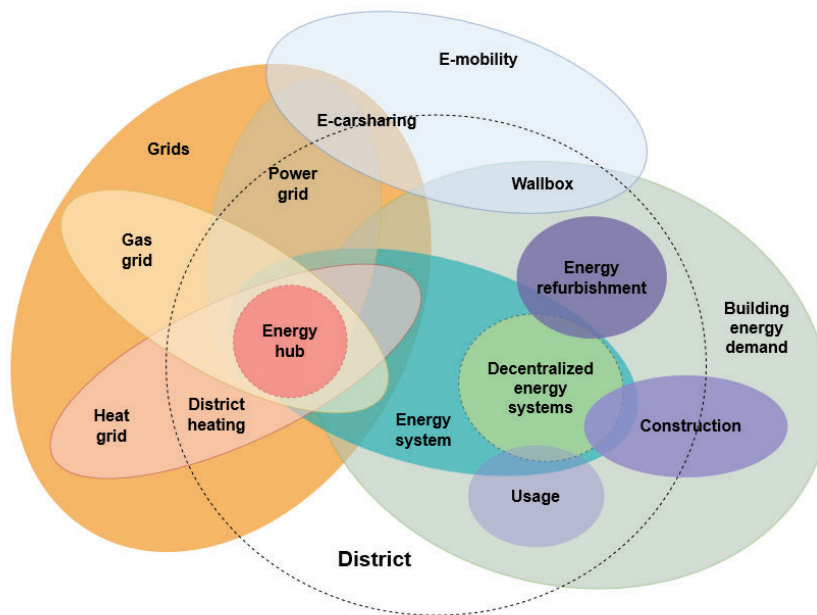 E-mobility
E-carsharing
Grids
Power
grid
Wallbox
Gas
grid
Energy
refurbishment
Building
energy
demand
Energy
hub
Decentralized
energy
systems
Heat
grid
District
heating
Energy
system
Construction
Usage
District